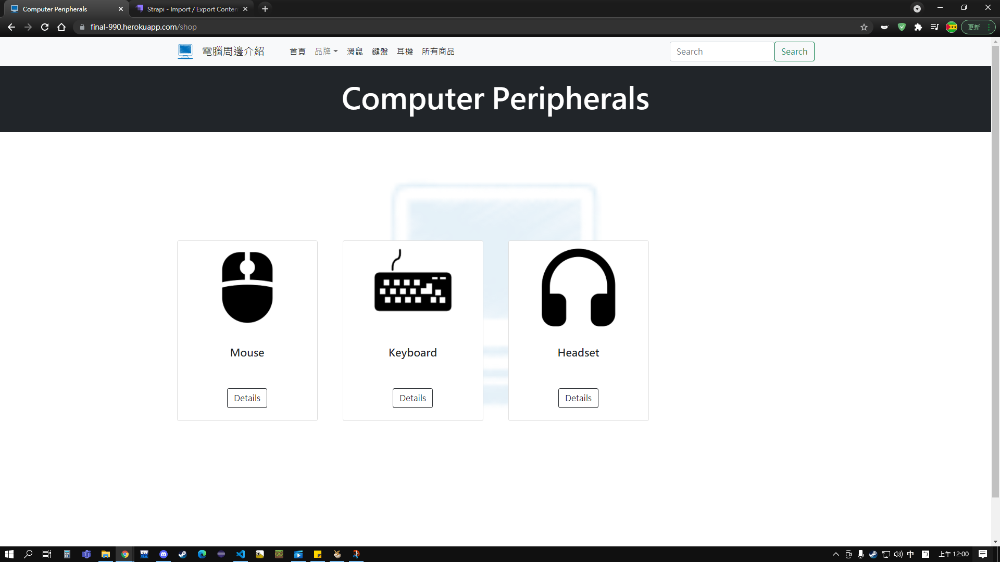 Computer Peripherals
Strapi - Import / Export Conten
final-990.herokuapp.com/shop
更新
電腦周邊介紹 首頁 品牌 滑鼠 鍵盤 耳機 所有商品 Search Search
Computer Peripherals
Mouse Keyboard Headset
Details Details Details
中 上午 12:00